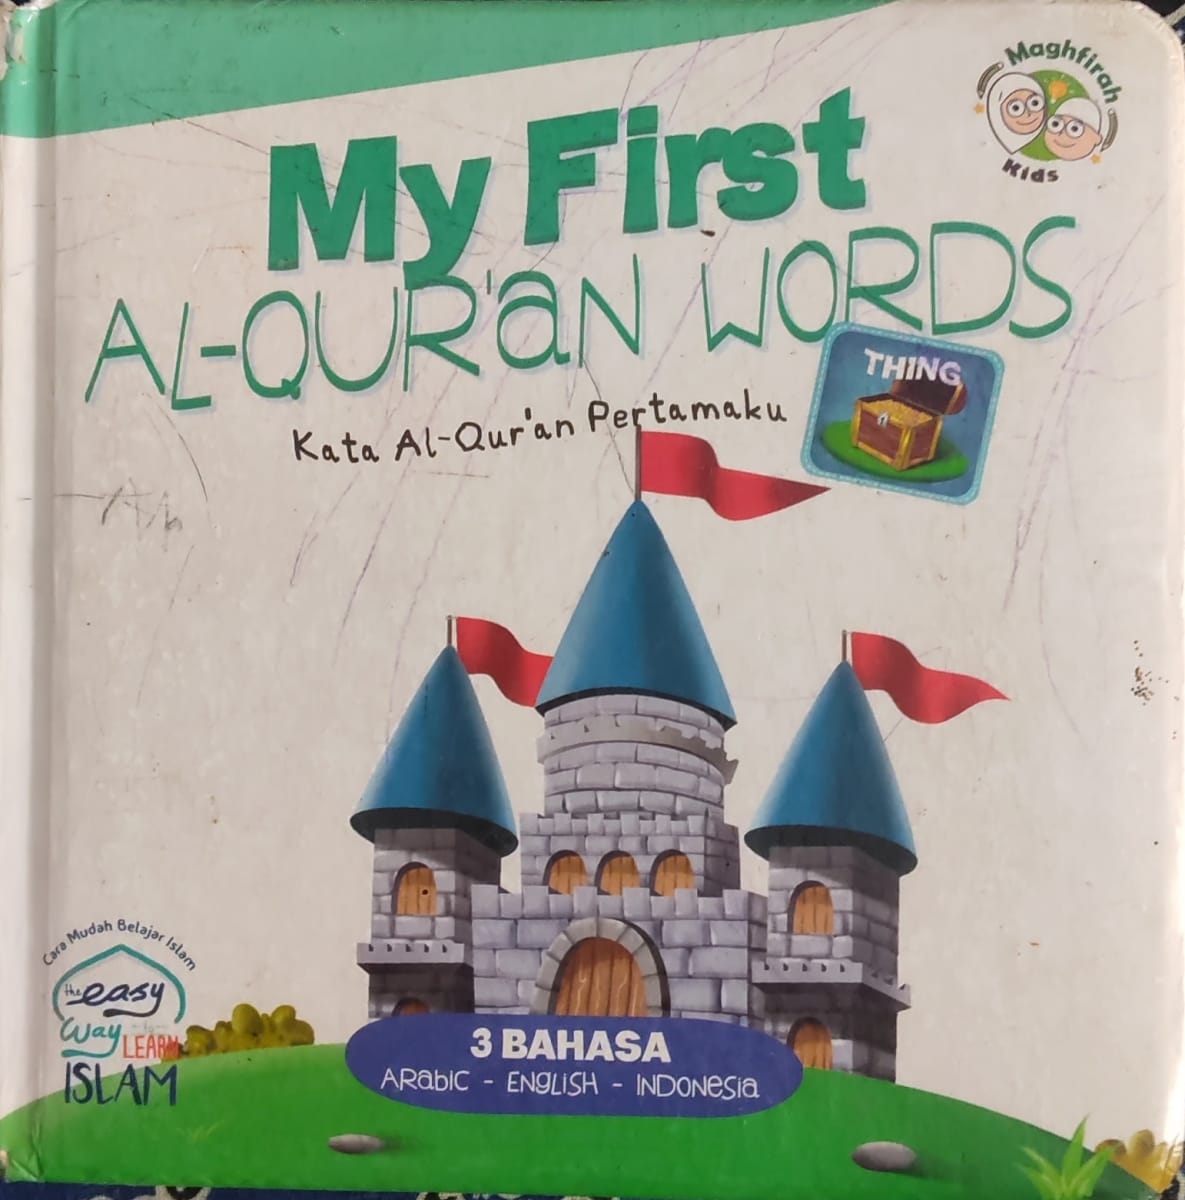 Maghfirah
Kids
My First
AL-QUR'AN WORDS
THING
Kata Al-Qur'an Pertamaku
Cara Mudah Belajar Islam
the easy
way to
LEARN
ISLAM
3 BAHASA
ARABIC - ENGLISH - INDONESIA